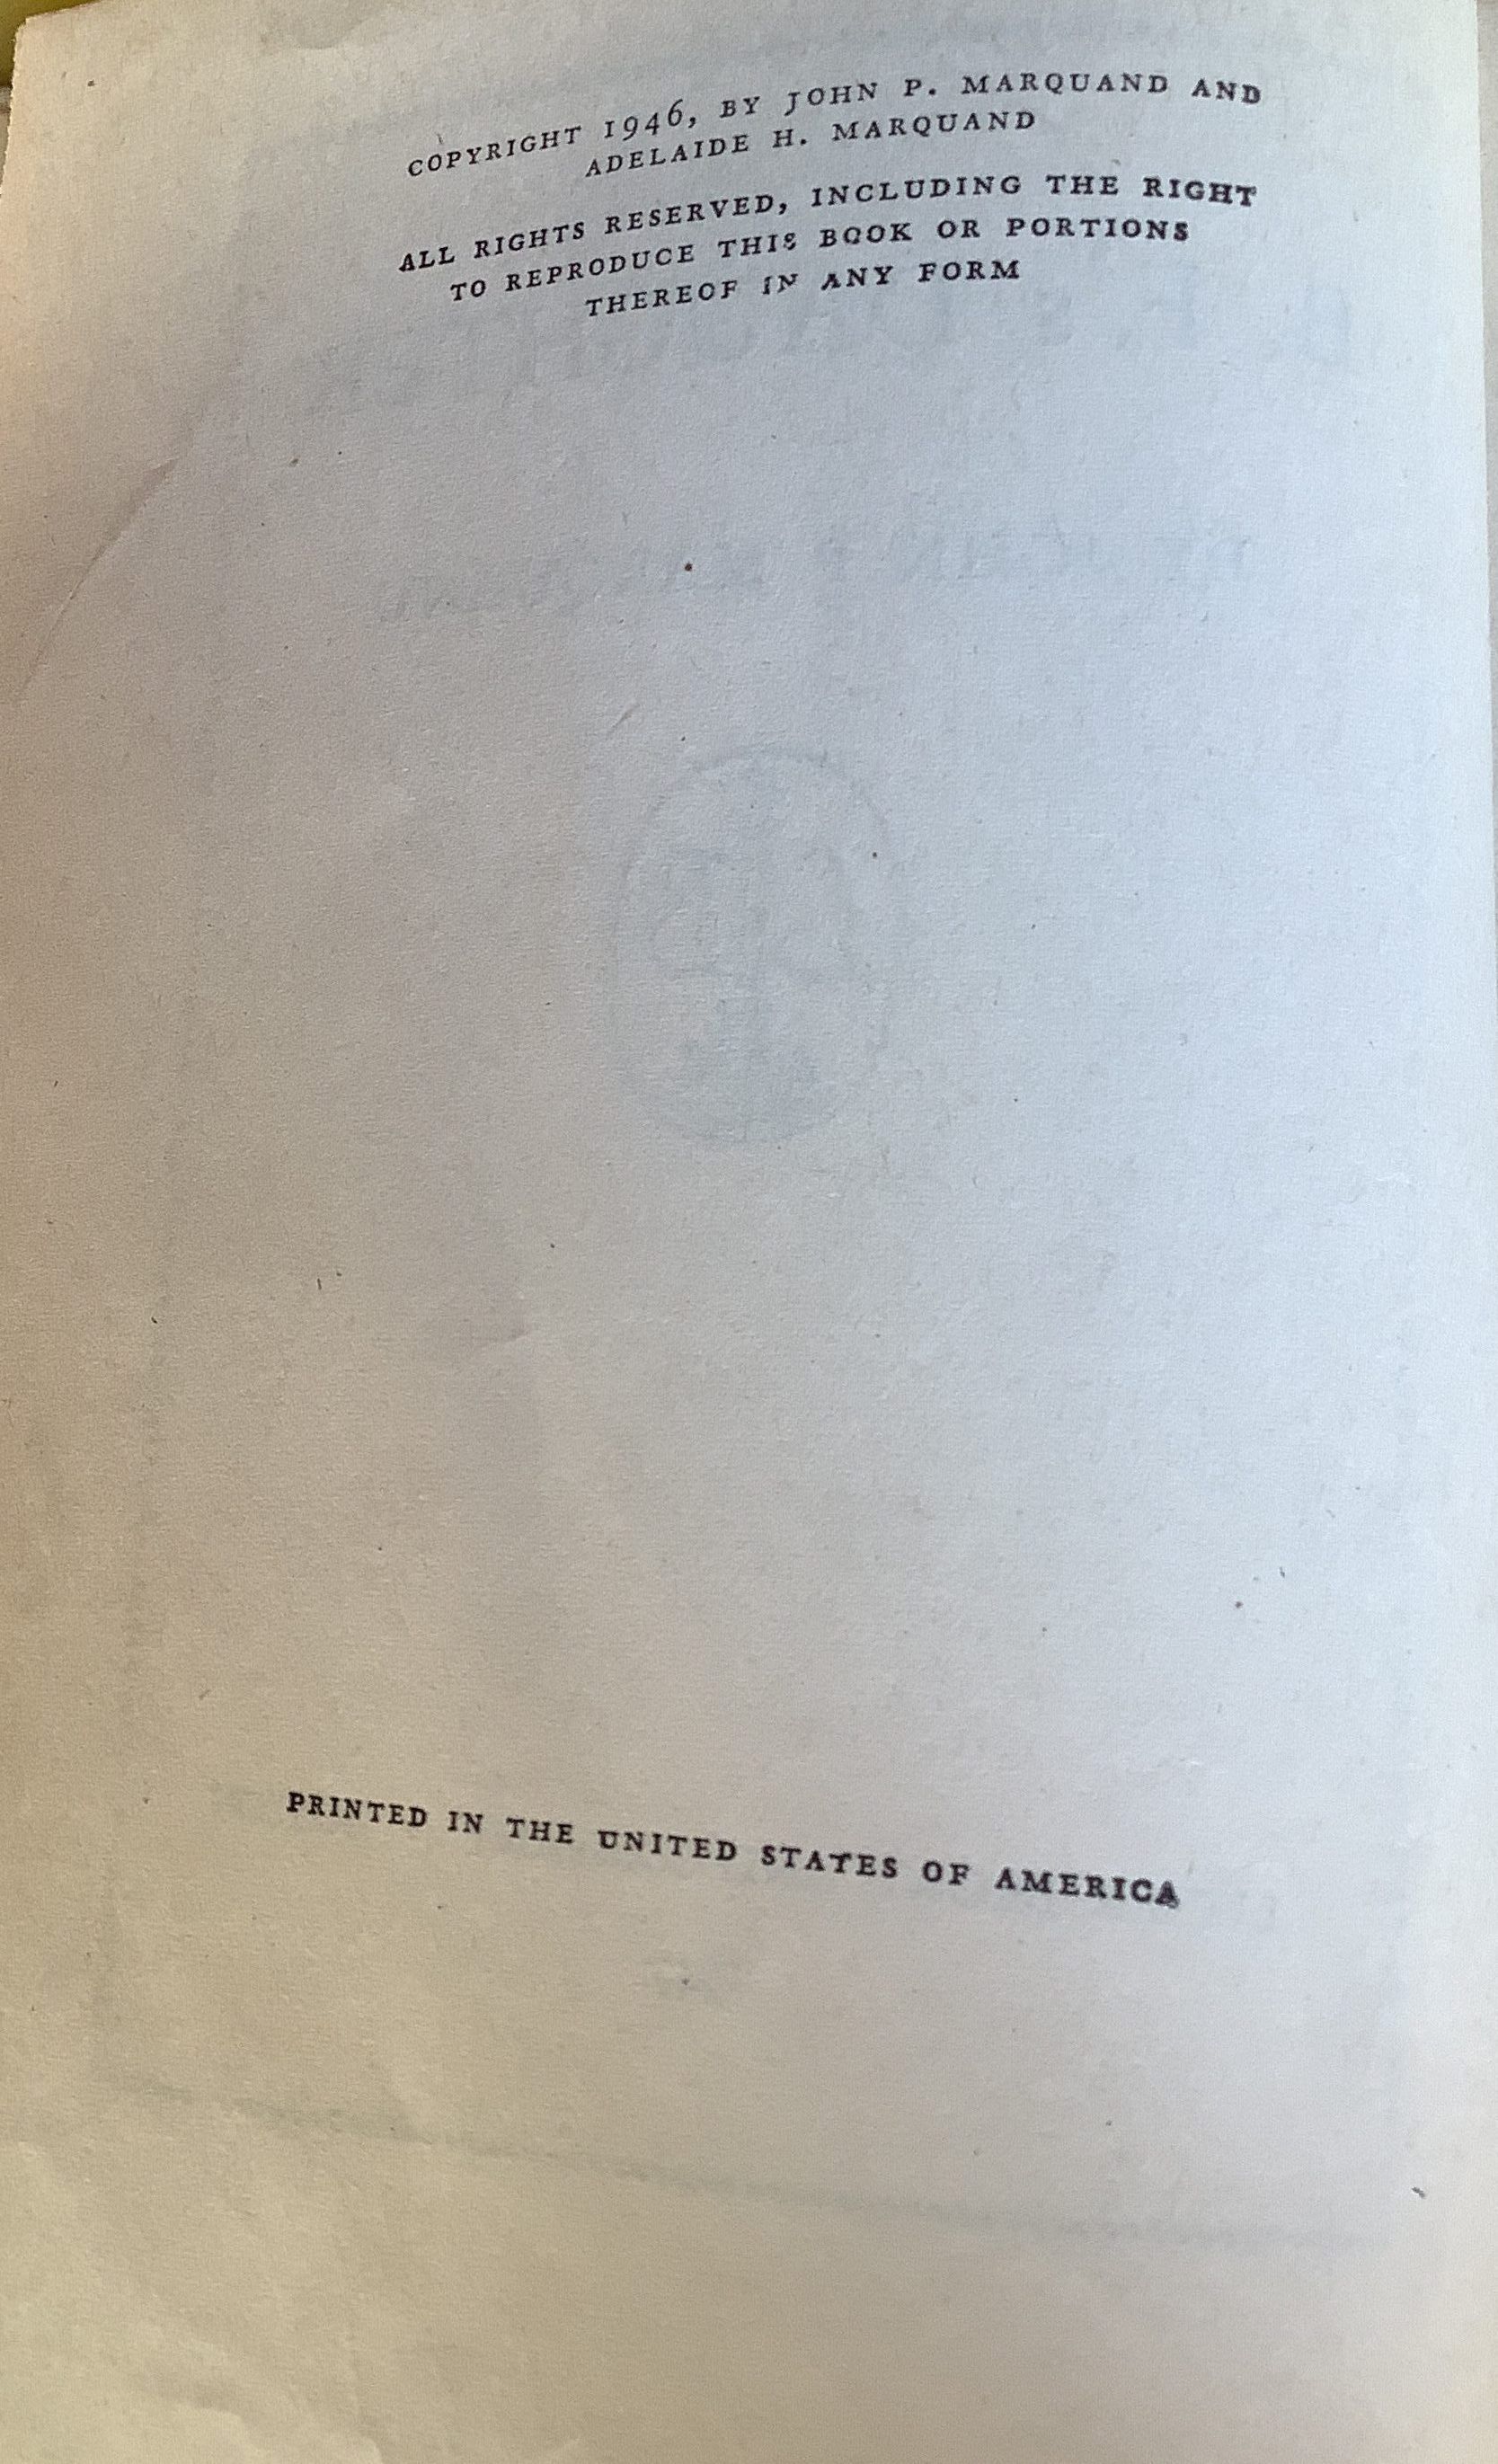 COPYRIGHT 1946, BY JOHN P. MARQUAND AND
ADELAIDE H. MARQUAND
ALL RIGHTS RESERVED, INCLUDING THE RIGHT
TO REPRODUCE THIS BOOK OR PORTIONS
THEREOF IN ANY FORM
PRINTED IN THE UNITED STATES OF AMERICA